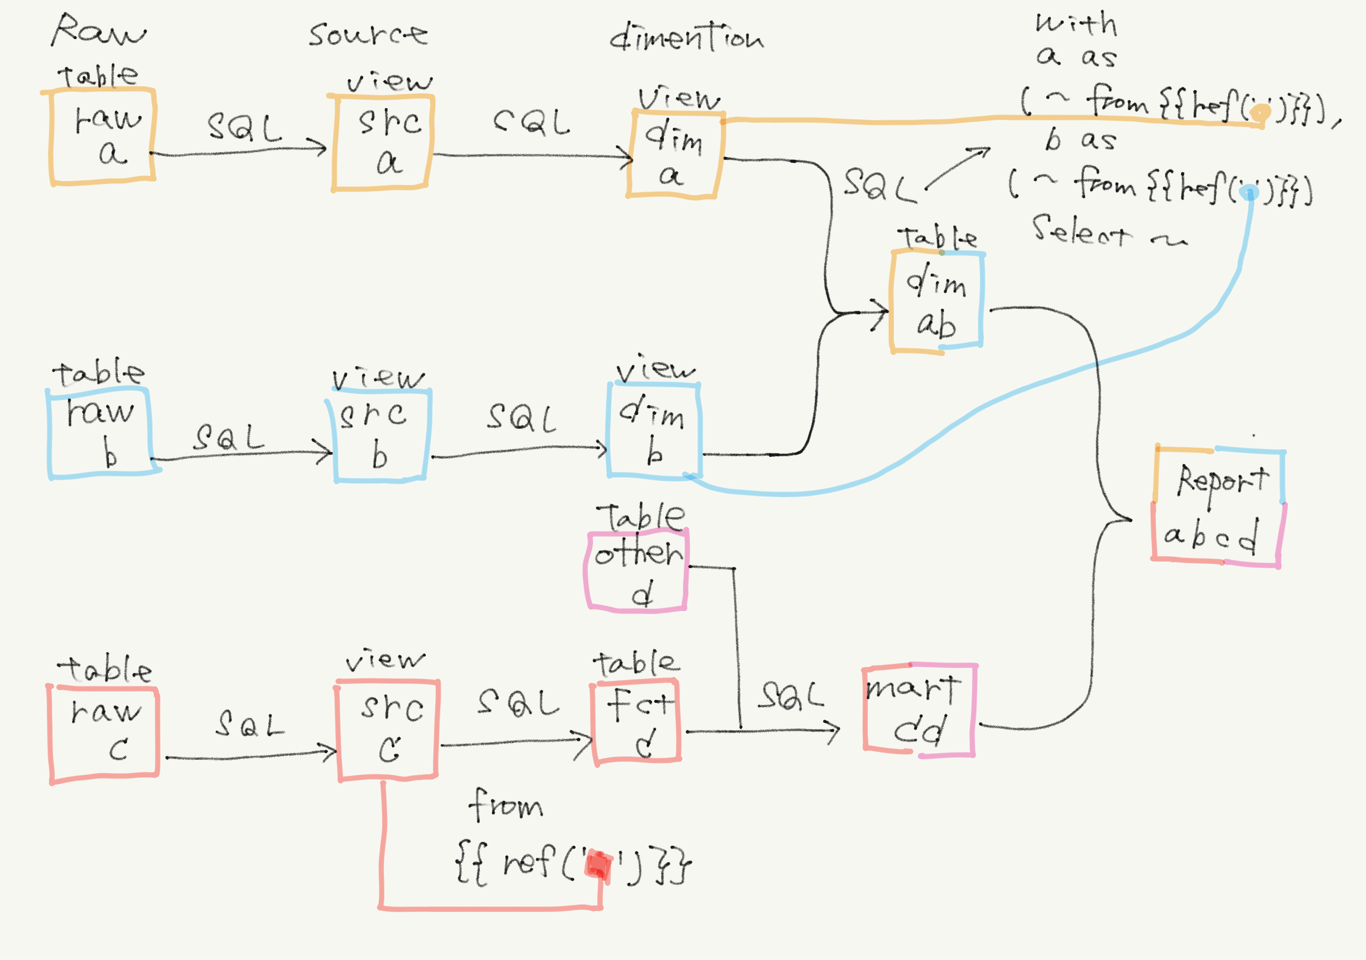 Raw
source
dimention
table
raw
a
SQL
view
src
a
SQL
view
dim
a
with
a as
( ~ from {{ref('')}}),
b as
( ~ from {{ref('')}})
Select ~
SQL
table
dim
ab
table
raw
b
SQL
view
src
b
SQL
view
dim
b
Table
other
d
Report
abcd
table
raw
c
SQL
view
src
c
SQL
table
fct
d
SQL
mart
cd
from
{{ ref('')}}